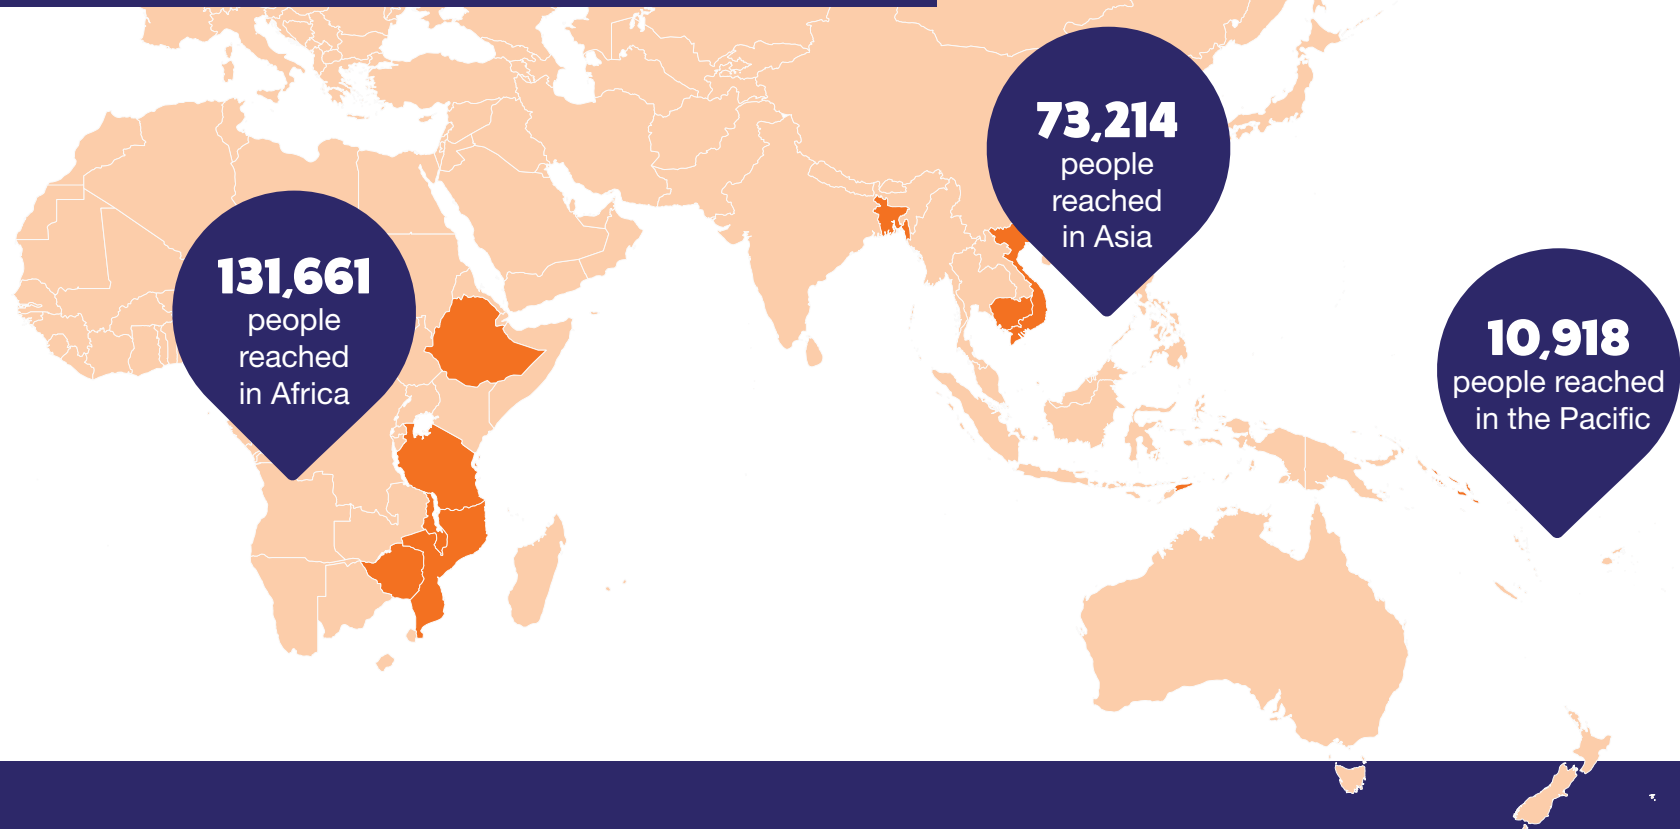 73,214
people
reached
in Asia
131,661
people
reached
in Africa
10,918
people reached
in the Pacific